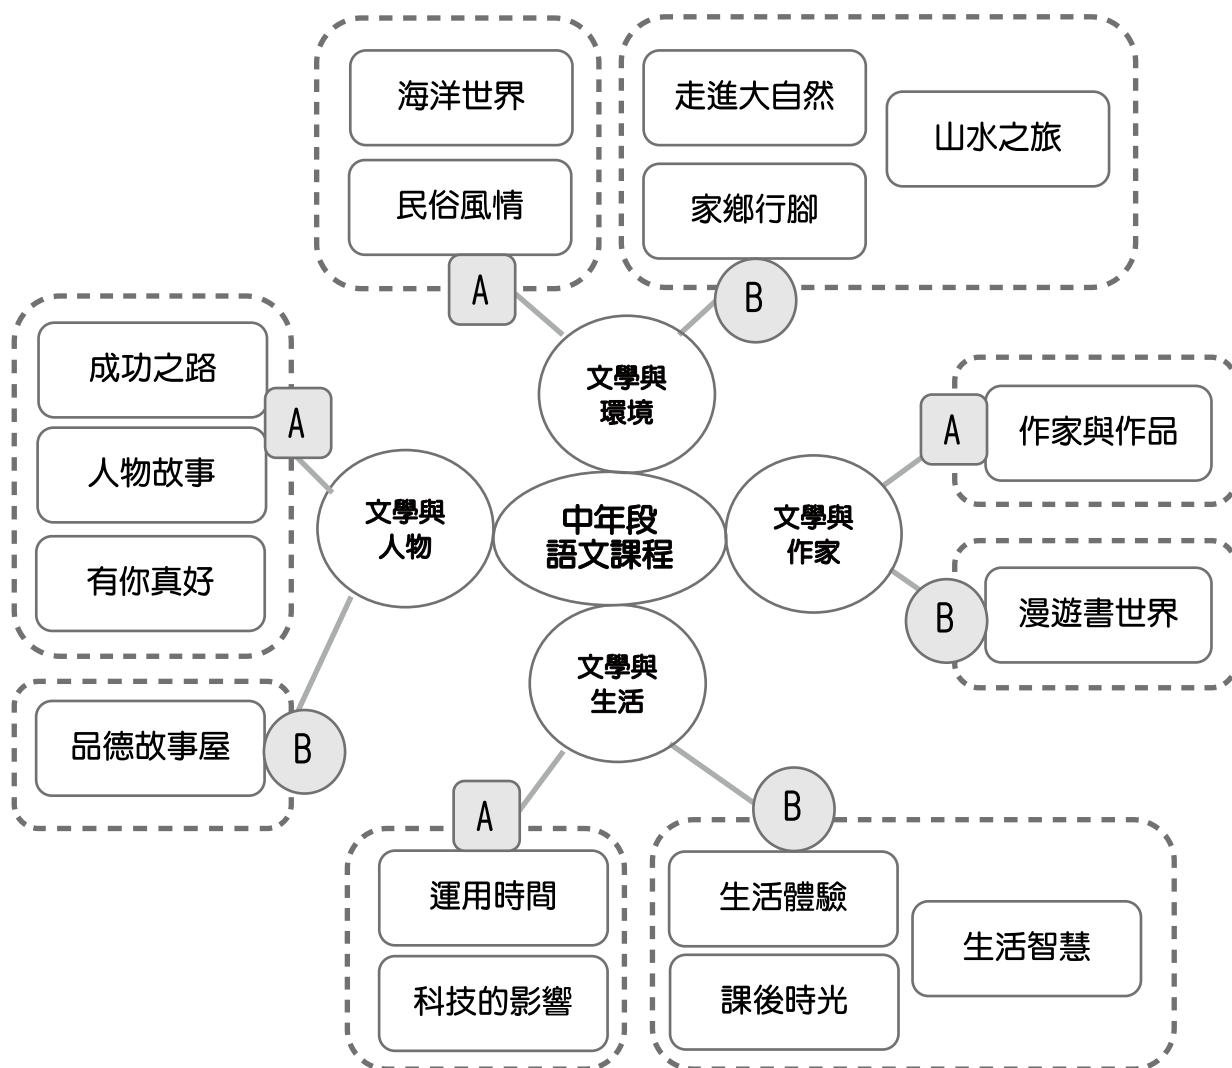 海洋世界
民俗風情
A
走進大自然
山水之旅
家鄉行腳
B
文學與
環境
成功之路
人物故事
有你真好
A
文學與
人物
品德故事屋
B
中年段
語文課程
文學與
作家
A
作家與作品
B
漫遊書世界
文學與
生活
A
運用時間
科技的影響
B
生活體驗
生活智慧
課後時光